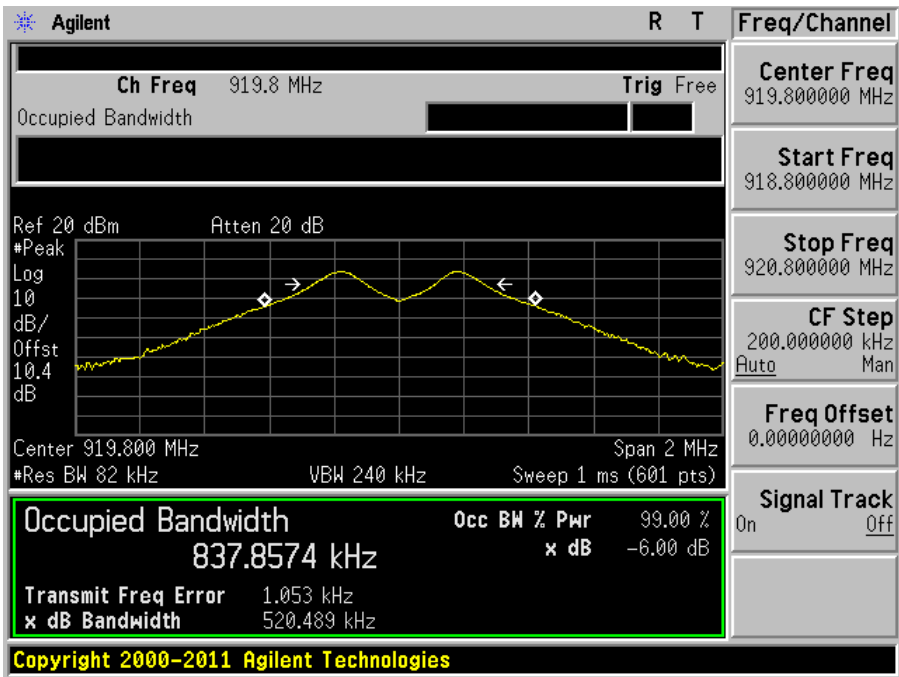 Agilent R T
Freq/Channel
Ch Freq 919.8 MHz Trig Free
Occupied Bandwidth
Center Freq
919.800000 MHz
Start Freq
918.800000 MHz
Stop Freq
920.800000 MHz
CF Step
200.000000 kHz
Auto Man
Freq Offset
0.00000000 Hz
Signal Track
On Off
Ref 20 dBm Atten 20 dB
#Peak
Log
10
dB/
Offst
10.4
dB
Center 919.800 MHz Span 2 MHz
#Res BW 82 kHz VBW 240 kHz Sweep 1 ms (601 pts)
Occupied Bandwidth Occ BW % Pwr 99.00 %
837.8574 kHz x dB -6.00 dB
Transmit Freq Error 1.053 kHz
x dB Bandwidth 520.489 kHz
Copyright 2000-2011 Agilent Technologies